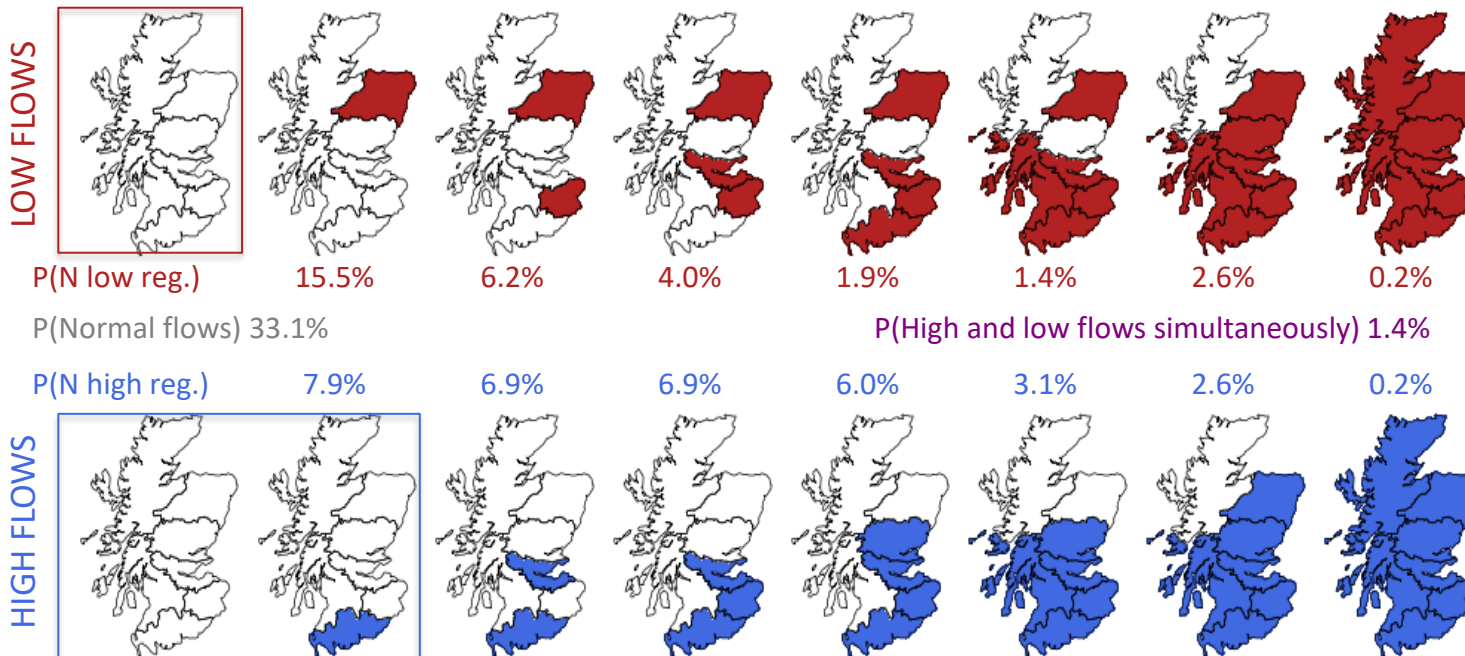 LOW FLOWS
P(N low reg.) 15.5% 6.2% 4.0% 1.9% 1.4% 2.6% 0.2%
P(Normal flows) 33.1% P(High and low flows simultaneously) 1.4%
P(N high reg.) 7.9% 6.9% 6.9% 6.0% 3.1% 2.6% 0.2%
HIGH FLOWS